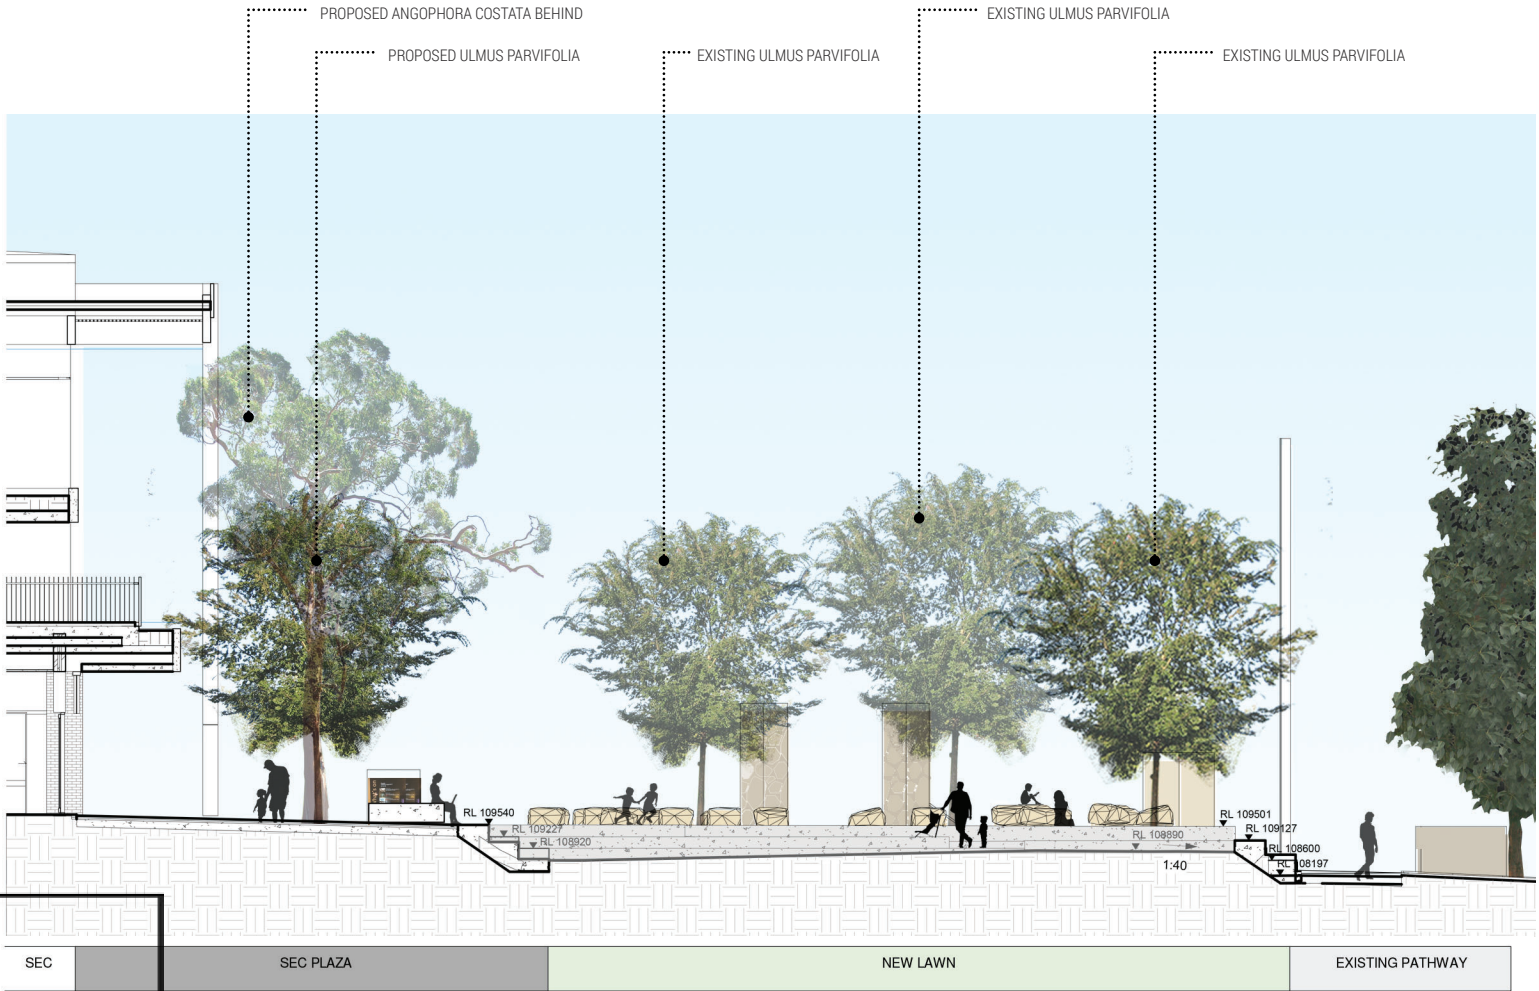 PROPOSED ANGOPHORA COSTATA BEHIND
EXISTING ULMUS PARVIFOLIA
PROPOSED ULMUS PARVIFOLIA
EXISTING ULMUS PARVIFOLIA
EXISTING ULMUS PARVIFOLIA
RL 109540
RL 109227
RL 108920
RL 109501
RL 109127
RL 108890
RL 108600
RL 08197
1:40
SEC
SEC PLAZA
NEW LAWN
EXISTING PATHWAY